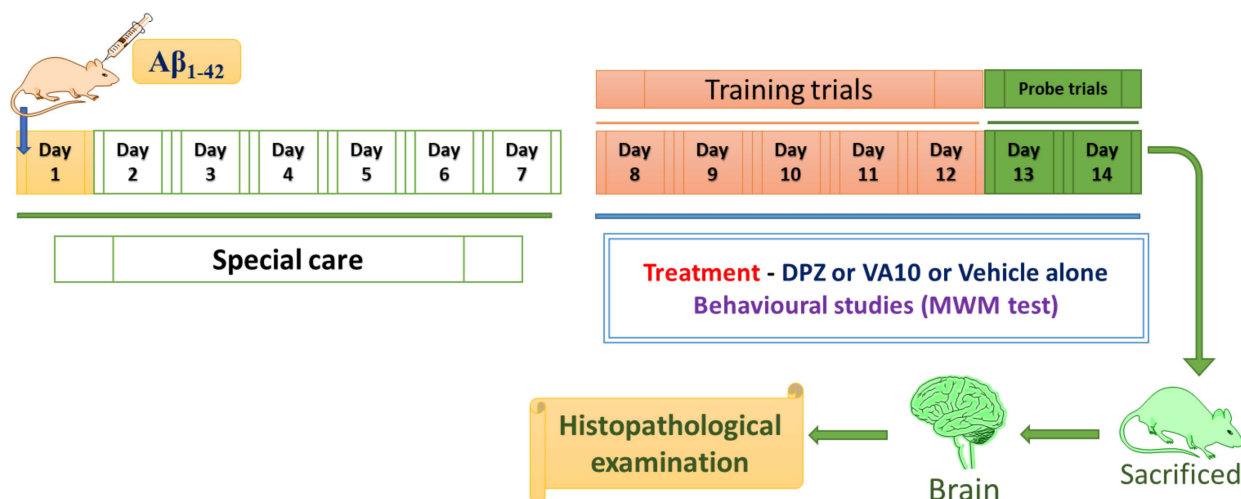 Aβ1-42
Training trials
Probe trials
Day 1
Day 2
Day 3
Day 4
Day 5
Day 6
Day 7
Day 8
Day 9
Day 10
Day 11
Day 12
Day 13
Day 14
Special care
Treatment - DPZ or VA10 or Vehicle alone
Behavioural studies (MWM test)
Histopathological
examination
Brain
Sacrificed